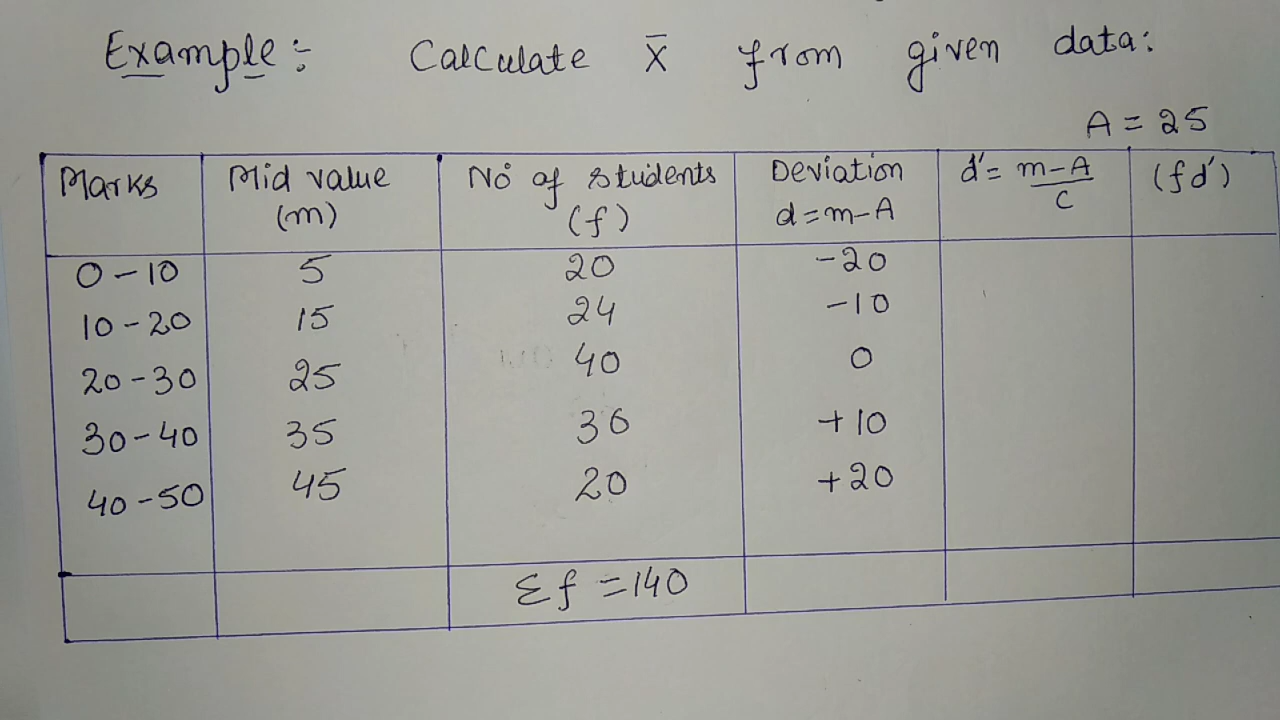 Example:- Calculate X̄ from given data:
A = 25
Marks Mid value (m) No of students (f) Deviation d=m-A d'= m-A/C (fd')
0-10 5 20 -20
10-20 15 24 -10
20-30 25 40 0
30-40 35 36 +10
40-50 45 20 +20
Σf =140